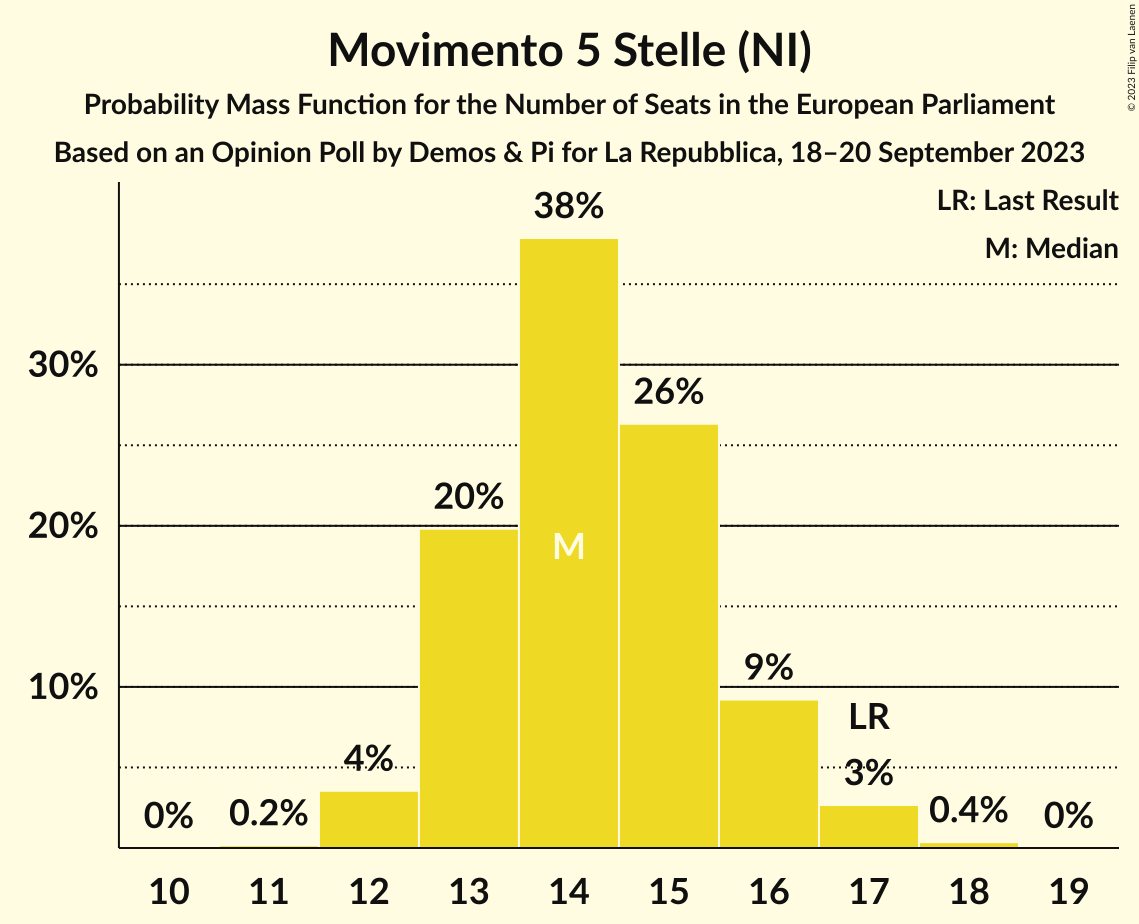 Movimento 5 Stelle (NI)
Probability Mass Function for the Number of Seats in the European Parliament
Based on an Opinion Poll by Demos & Pi for La Repubblica, 18–20 September 2023
© 2023 Filip van Laenen
LR: Last Result
M: Median
38%
30%
26%
20%
20%
M
10%
9%
LR
4%
3%
0%
0.2%
0.4%
0%
10 11 12 13 14 15 16 17 18 19